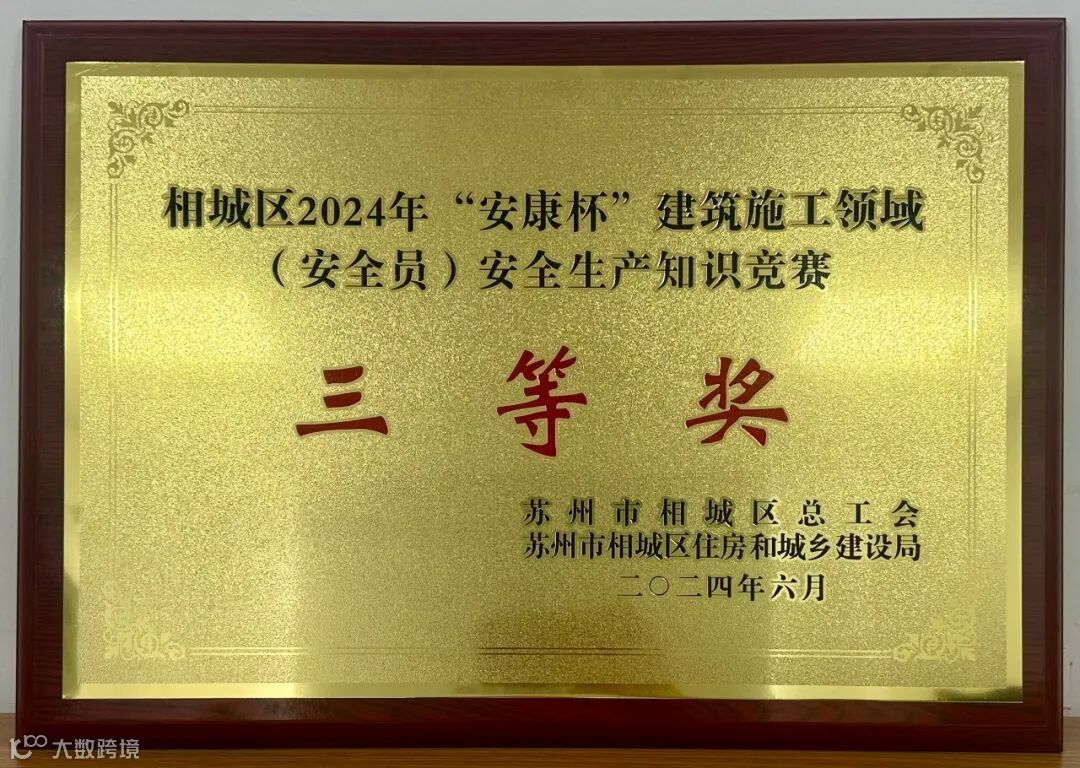 相城区2024年“安康杯”建筑施工领域
（安全员）安全生产知识竞赛
三等奖
苏州市相城区总工会
苏州市相城区住房和城乡建设局
二〇二四年六月
大数跨境